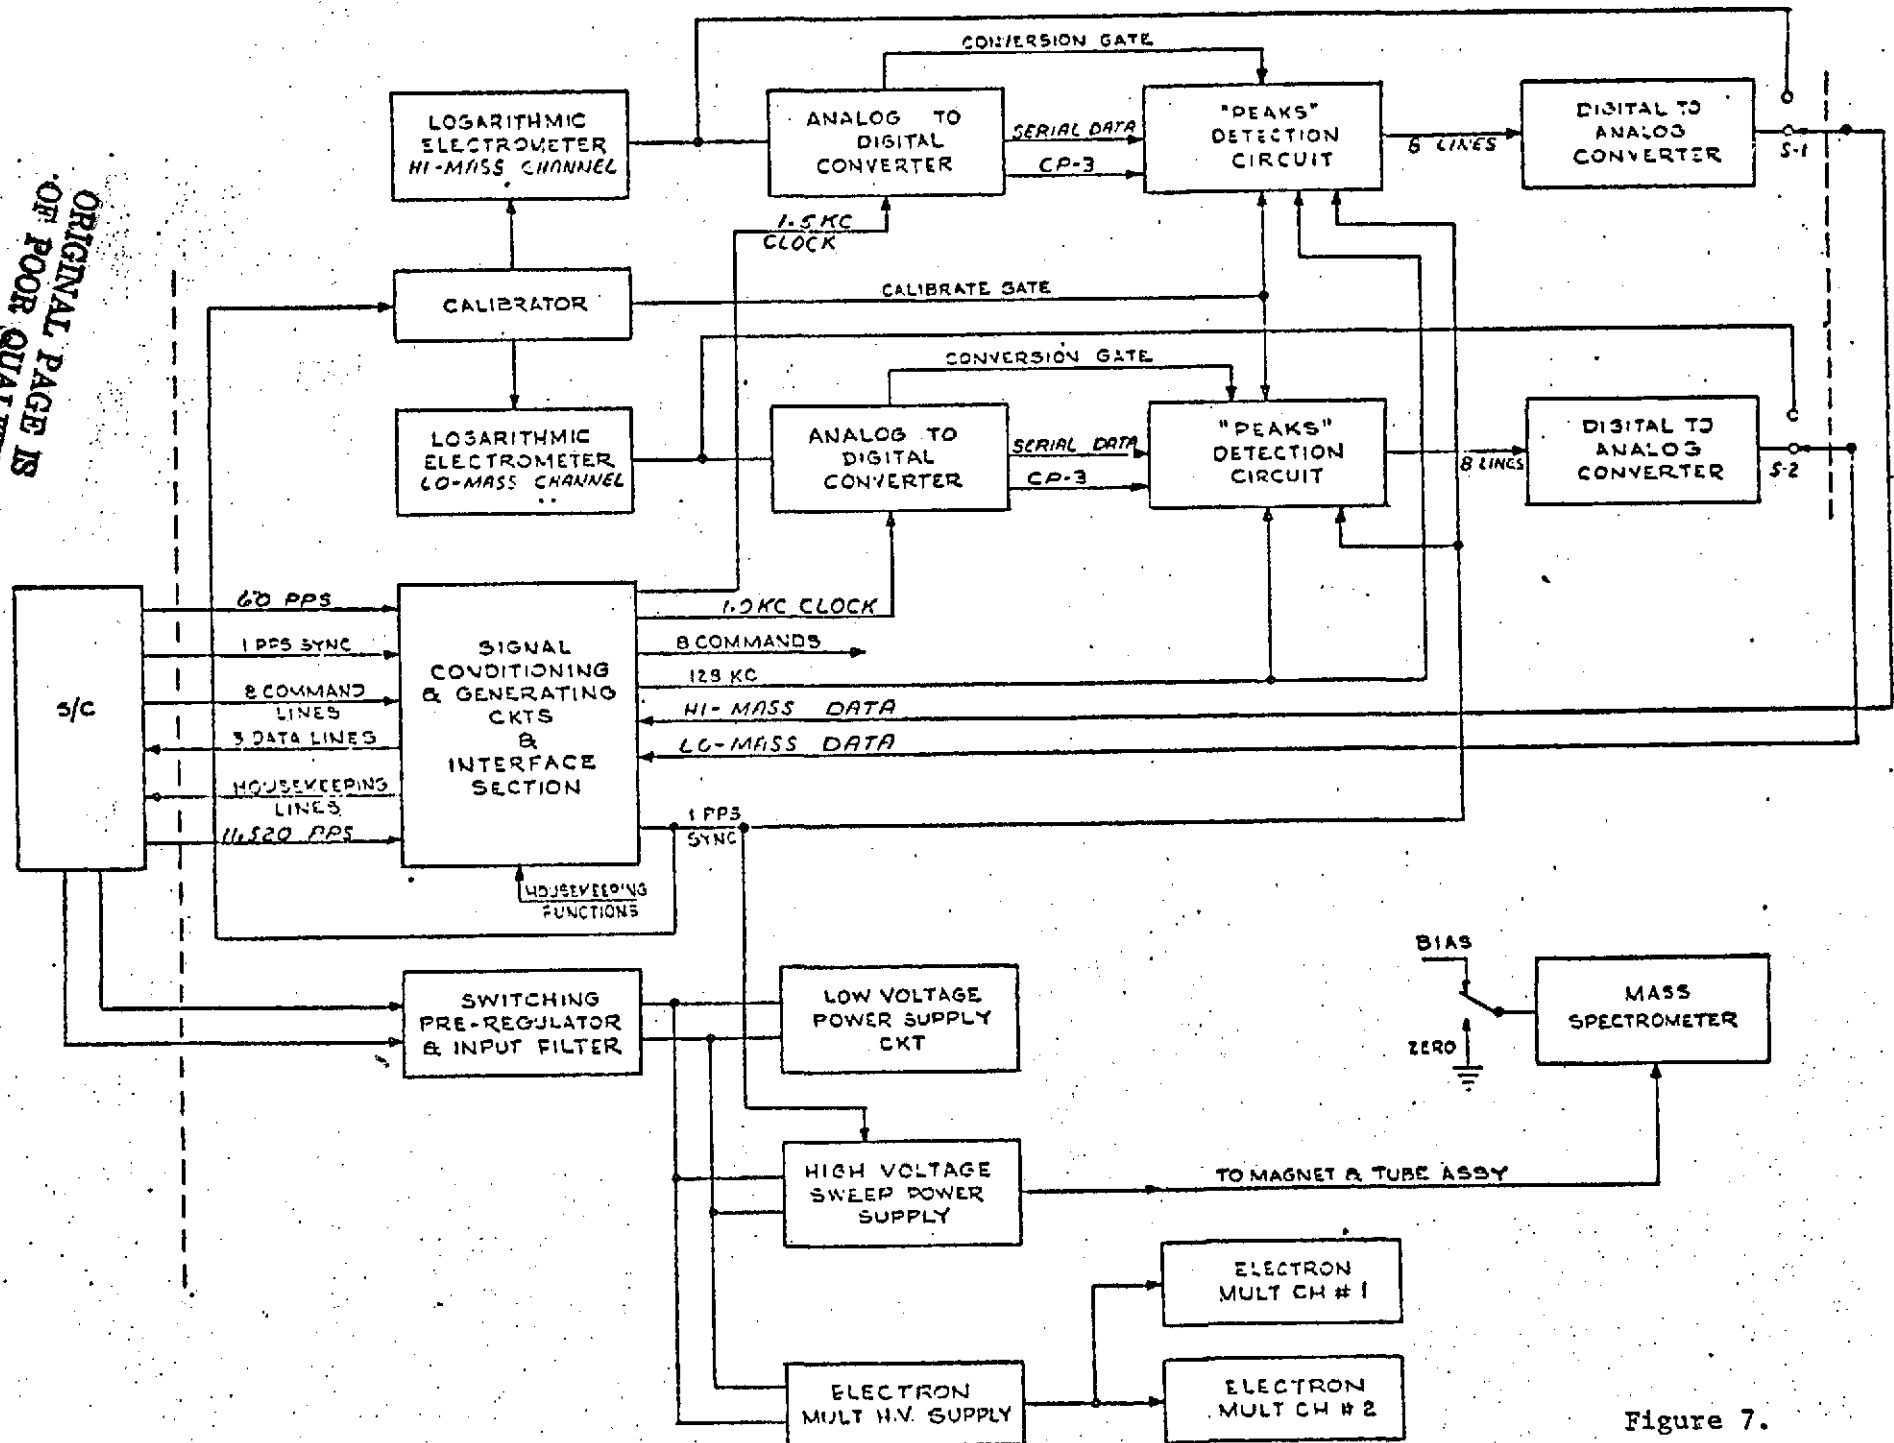 ORIGINAL PAGE IS
OF POOR QUALITY
CONVERSION GATE
LOGARITHMIC
ELECTROMETER
HI-MASS CHANNEL
ANALOG TO
DIGITAL
CONVERTER
SERIAL DATA
CP-3
"PEAKS"
DETECTION
CIRCUIT
8 LINES
DIGITAL TO
ANALOG
CONVERTER
S-1
1.5 KC
CLOCK
CALIBRATOR
CALIBRATE GATE
CONVERSION GATE
LOGARITHMIC
ELECTROMETER
LO-MASS CHANNEL
ANALOG TO
DIGITAL
CONVERTER
SERIAL DATA
CP-3
"PEAKS"
DETECTION
CIRCUIT
8 LINES
DIGITAL TO
ANALOG
CONVERTER
S-2
S/C
60 PPS
1 PPS SYNC
8 COMMAND
LINES
3 DATA LINES
HOUSEKEEPING
LINES
11,520 PPS
SIGNAL
CONDITIONING
& GENERATING
CKTS
&
INTERFACE
SECTION
KC CLOCK
8 COMMANDS
128 KC
HI-MASS DATA
LO-MASS DATA
1 PPS
SYNC
HOUSEKEEPING
FUNCTIONS
SWITCHING
PRE-REGULATOR
& INPUT FILTER
LOW VOLTAGE
POWER SUPPLY
CKT
BIAS
ZERO
MASS
SPECTROMETER
HIGH VOLTAGE
SWEEP POWER
SUPPLY
TO MAGNET & TUBE ASSY
ELECTRON
MULT CH # 1
ELECTRON
MULT H.V. SUPPLY
ELECTRON
MULT CH # 2
Figure 7.